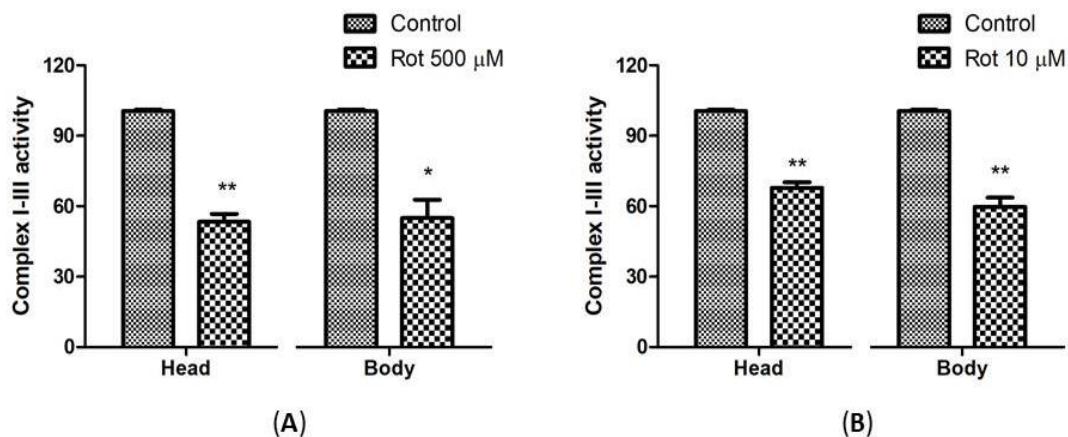 Control
Rot 500 μM
120
90
60
30
0
Complex I-III activity
**
*
Head
Body
(A)
Control
Rot 10 μM
120
90
60
30
0
Complex I-III activity
**
**
Head
Body
(B)